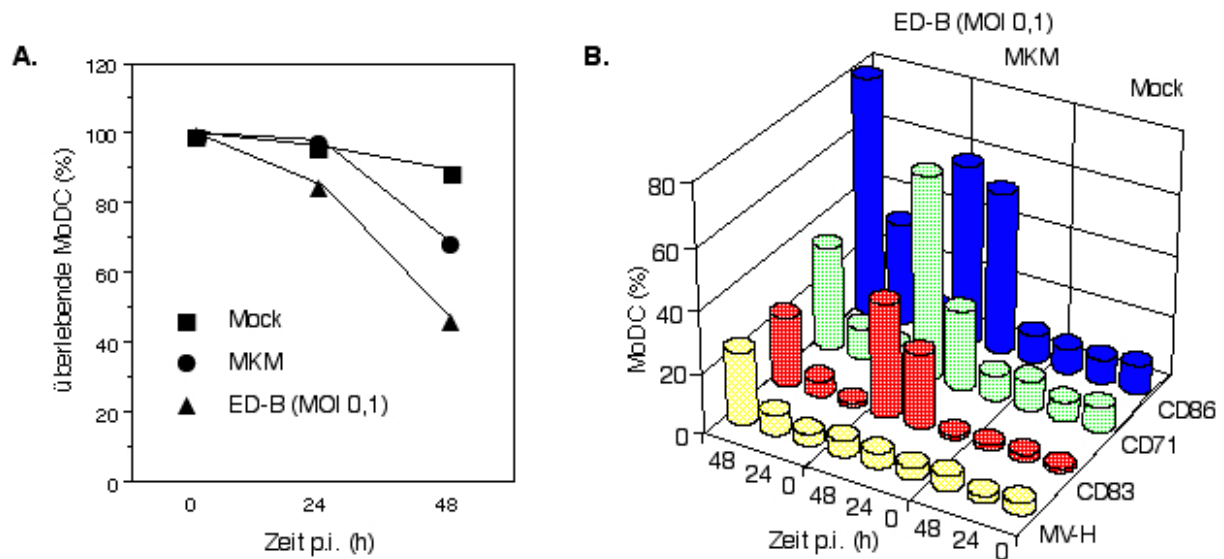 A.
120
100
80
60
40
20
0
überlebende MoDC (%)
Mock
MKM
ED-B (MOI 0,1)
0 24 48
Zeit p.i. (h)
B.
ED-B (MOI 0,1)
MKM
Mock
80
60
40
20
0
MoDC (%)
48 24 0 48 24 0 48 24 0
Zeit p.i. (h)
CD86
CD71
CD83
MV-H